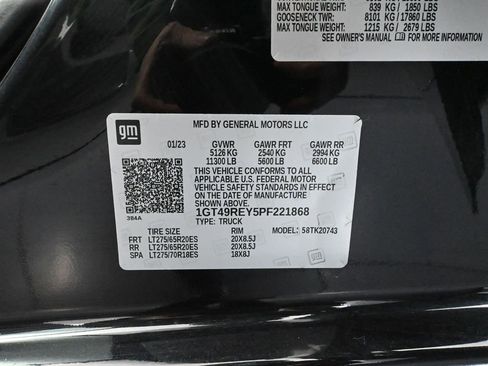 MAX TONGUE WEIGHT: 839 KG / 1850 LBS
GOOSENECK TWR: 8101 KG / 17860 LBS
MAX TONGUE WEIGHT: 1215 KG / 2679 LBS
SEE OWNER'S MANUAL FOR MORE INFORMATION
gm
MFD BY GENERAL MOTORS LLC
01/23 GVWR GAWR FRT GAWR RR
5126 KG 2540 KG 2994 KG
11300 LB 5600 LB 6600 LB
THIS VEHICLE CONFORMS TO ALL
APPLICABLE U.S. FEDERAL MOTOR
VEHICLE SAFETY STANDARDS IN
EFFECT ON THE DATE OF MANUFACTURE
SHOWN ABOVE.
1GT49REY5PF221868
384A TYPE: TRUCK
TIRE SIZE RIM MODEL: 58TK20743
FRT LT275/65R20ES 20X8.5J
RR LT275/65R20ES 20X8.5J
SPA LT275/70R18ES 18X8J